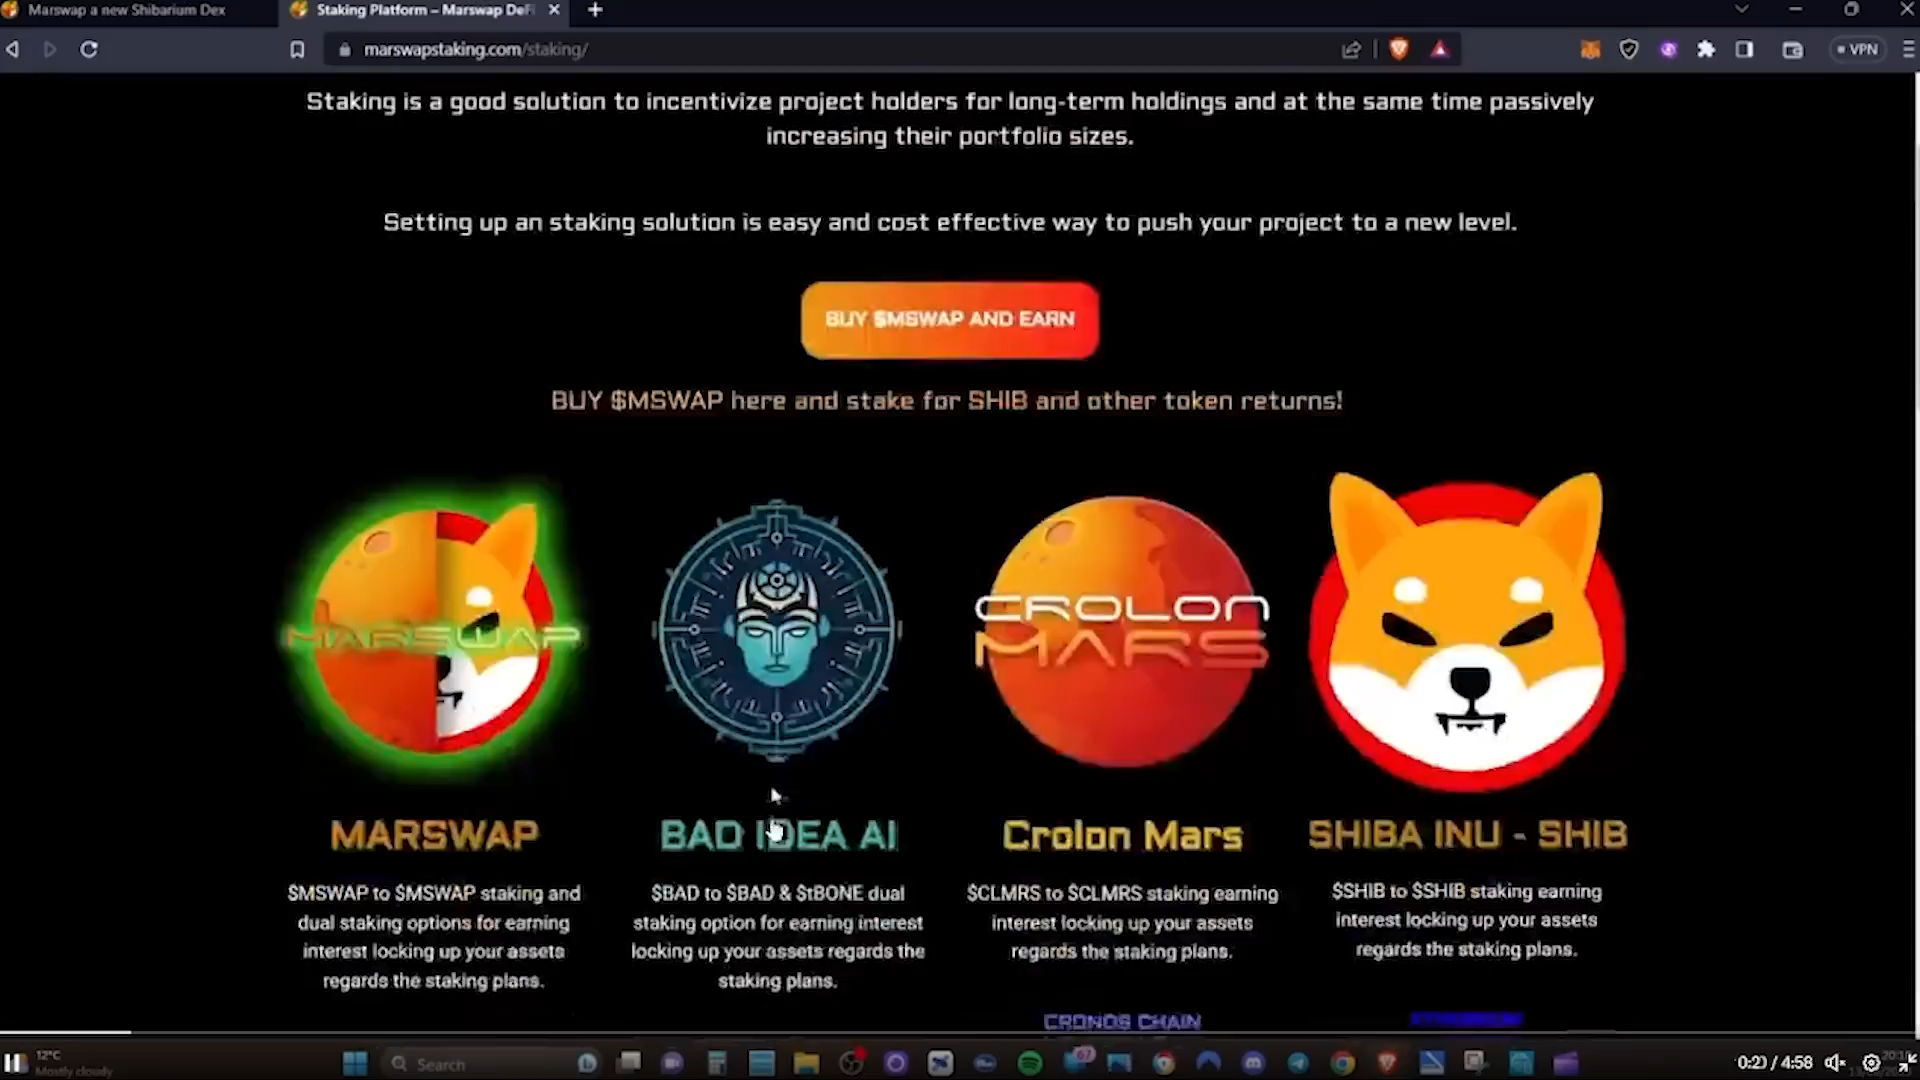 Marswap a new Shibarium Dex
Staking Platform – Marswap DeFi
marswapstaking.com/staking/
VPN
Staking is a good solution to incentivize project holders for long-term holdings and at the same time passively
increasing their portfolio sizes.
Setting up an staking solution is easy and cost effective way to push your project to a new level.
BUY $MSWAP AND EARN
BUY $MSWAP here and stake for SHIB and other token returns!
MARSWAP
CROLON
MARS
MARSWAP
BAD IDEA AI
Crolon Mars
SHIBA INU - SHIB
$MSWAP to $MSWAP staking and
dual staking options for earning
interest locking up your assets
regards the staking plans.
$BAD to $BAD & $tBONE dual
staking option for earning interest
locking up your assets regards the
staking plans.
$CLMRS to $CLMRS staking earning
interest locking up your assets
regards the staking plans.
$SHIB to $SHIB staking earning
interest locking up your assets
regards the staking plans.
CRONOS CHAIN
ETHEREUM
12°C
Mostly cloudy
Search
67
0:20 / 4:58